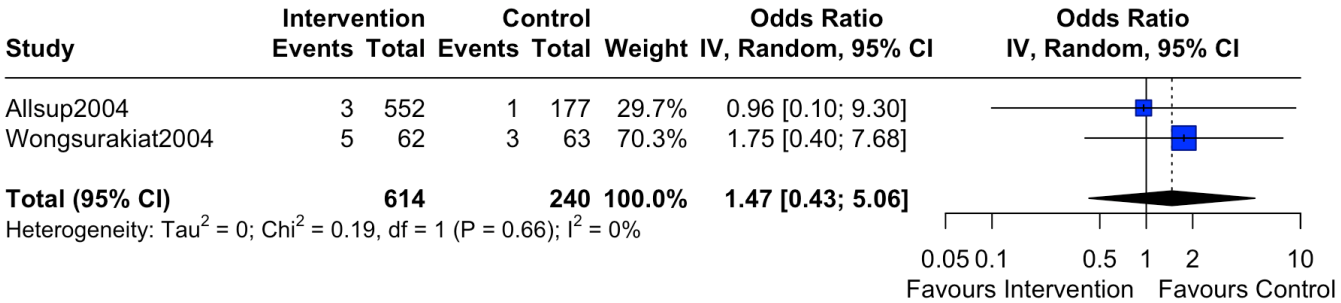 Intervention Control Odds Ratio Odds Ratio
Study Events Total Events Total Weight IV, Random, 95% CI IV, Random, 95% CI
Allsup2004 3 552 1 177 29.7% 0.96 [0.10; 9.30]
Wongsurakiat2004 5 62 3 63 70.3% 1.75 [0.40; 7.68]
Total (95% CI) 614 240 100.0% 1.47 [0.43; 5.06]
Heterogeneity: Tau² = 0; Chi² = 0.19, df = 1 (P = 0.66); I² = 0%
0.05 0.1 0.5 1 2 10
Favours Intervention Favours Control